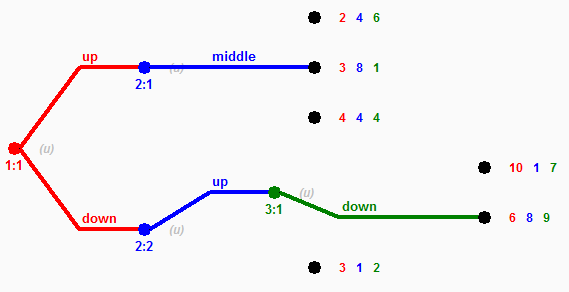 2 4 6
up
middle
(u)
3 8 1
2:1
4 4 4
(u)
1:1
10 1 7
up
(u)
3:1
down
down
6 8 9
(u)
2:2
3 1 2